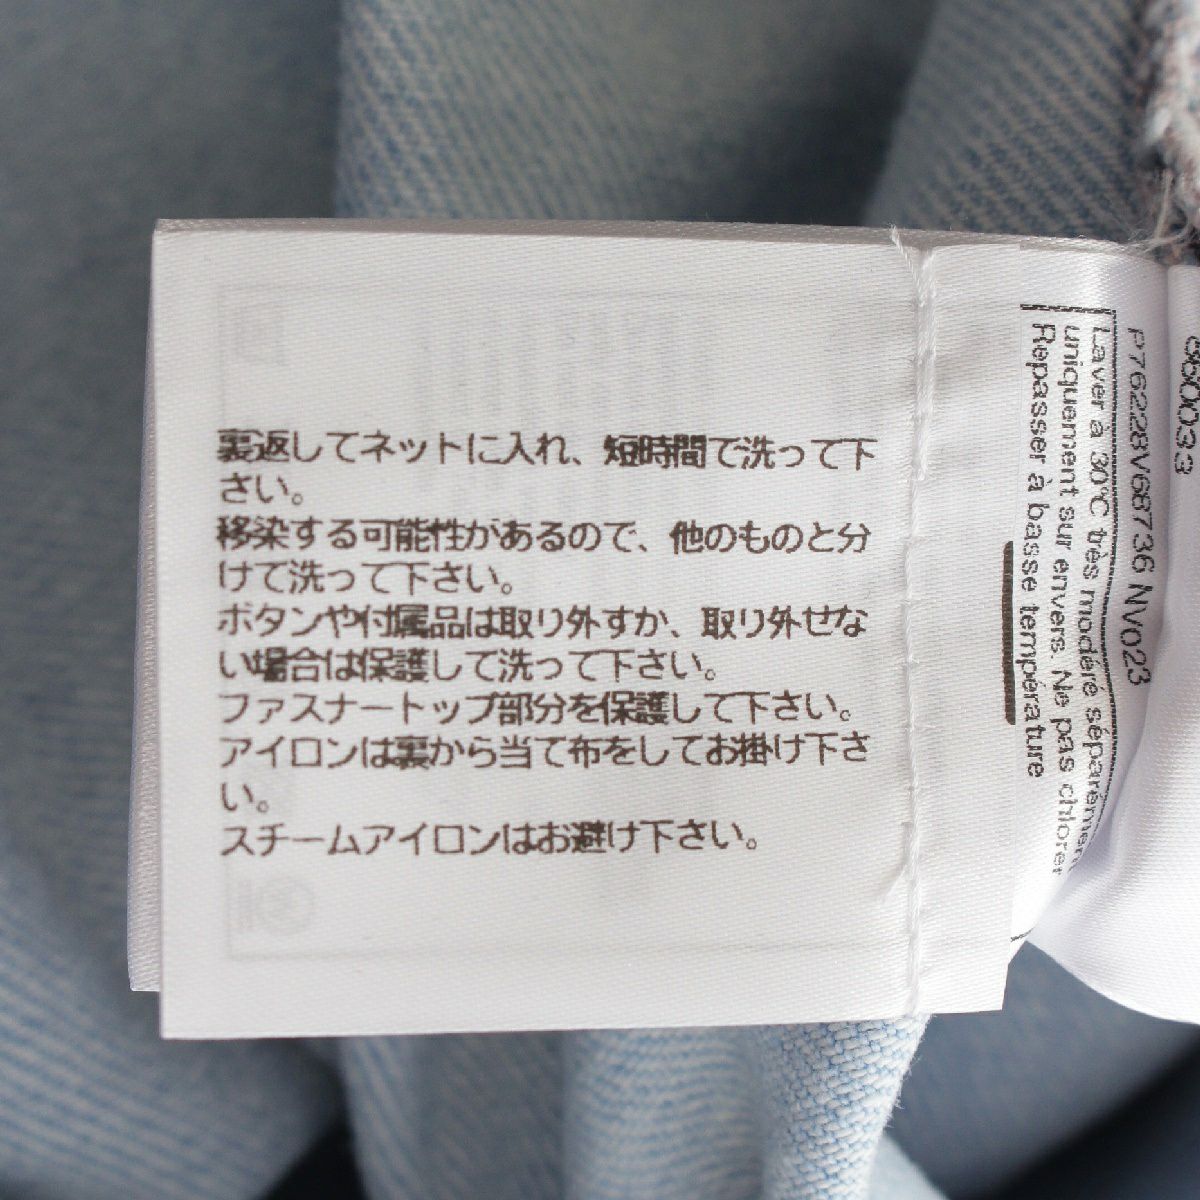 裏返してネットに入れ、短時間で洗って下
さい。
移染する可能性があるので、他のものと分
けて洗って下さい。
ボタンや付属品は取り外すか、取り外せな
い場合は保護して洗って下さい。
ファスナートップ部分を保護して下さい。
アイロンは裏から当て布をしてお掛け下さ
い。
スチームアイロンはお避け下さい。
P76228V68736 NV023
Laver à 30°C très modéré séparément
uniquement sur envers. Ne pas chlorer
Repasser à basse température